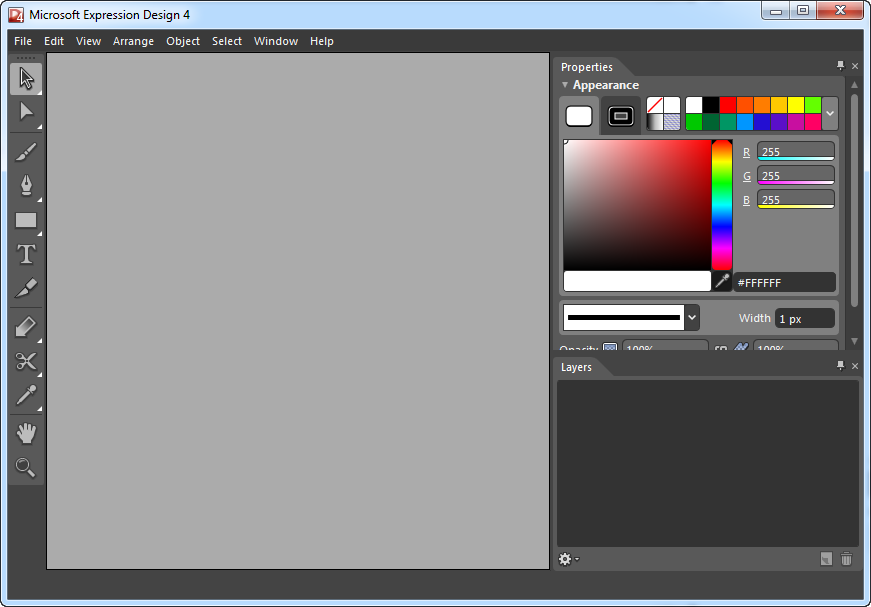 Microsoft Expression Design 4
File Edit View Arrange Object Select Window Help
Properties
Appearance
R 255
G 255
B 255
#FFFFFF
Width 1 px
Opacity 100% 100%
Layers
T